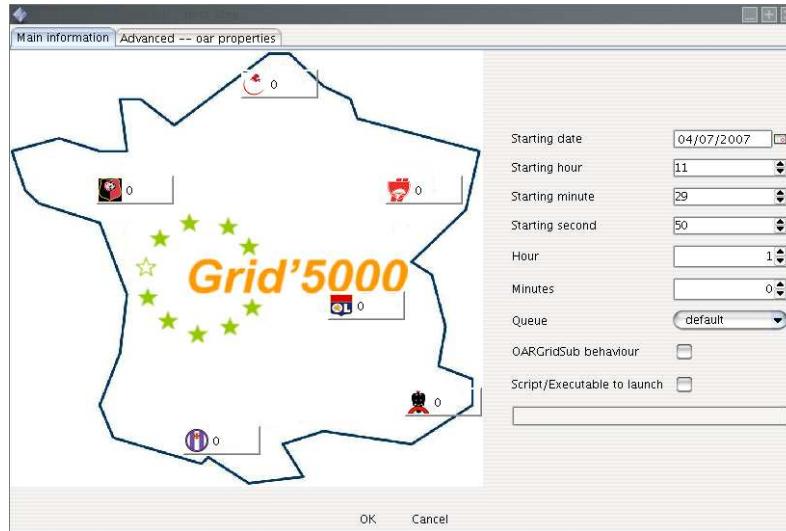 Main information
Advanced -- oar properties
0
0
0
Grid'5000
0
0
0
Starting date 04/07/2007
Starting hour 11
Starting minute 29
Starting second 50
Hour 1
Minutes 0
Queue default
OARGridSub behaviour
Script/Executable to launch
OK Cancel